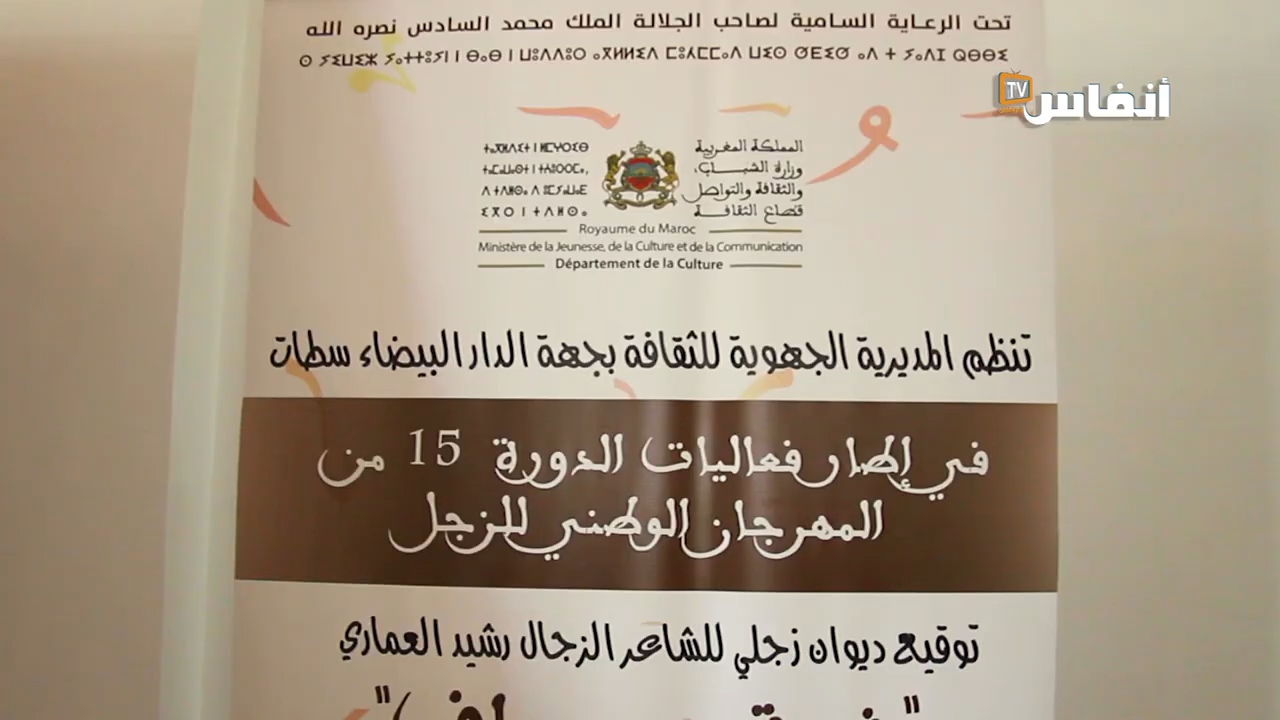 تحت الرعاية السامية لصاحب الجلالة الملك محمد السادس نصره الله
أنفاس
TV
المملكة المغربية
وزارة الشباب،
والثقافة والتواصل
قطاع الثقافة
Royaume du Maroc
Ministère de la Jeunesse, de la Culture et de la Communication
Département de la Culture
تنظم المديرية الجهوية للثقافة بجهة الدار البيضاء سطات
في إطار فعاليات الدورة 15 من
المهرجان الوطني للزجل
توقيع ديوان زجلي للشاعر الزجال رشيد العماري